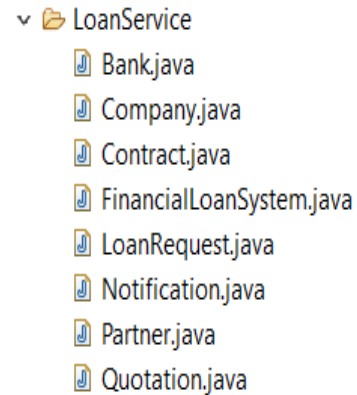 LoanService
Bank.java
Company.java
Contract.java
FinancialLoanSystem.java
LoanRequest.java
Notification.java
Partner.java
Quotation.java